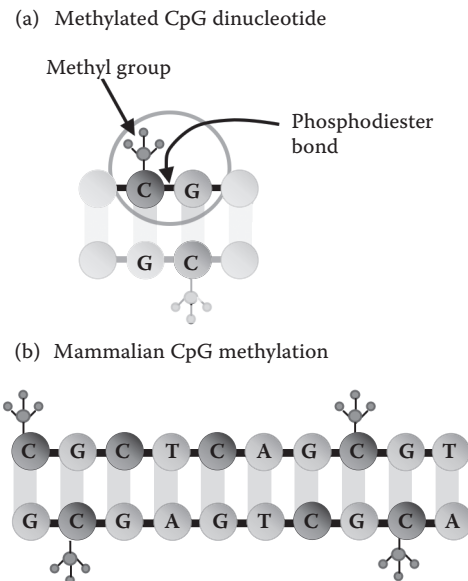 (a) Methylated CpG dinucleotide
Methyl group
Phosphodiester
bond
C G
G C
(b) Mammalian CpG methylation
C G C T C A G C G T
G C G A G T C G C A